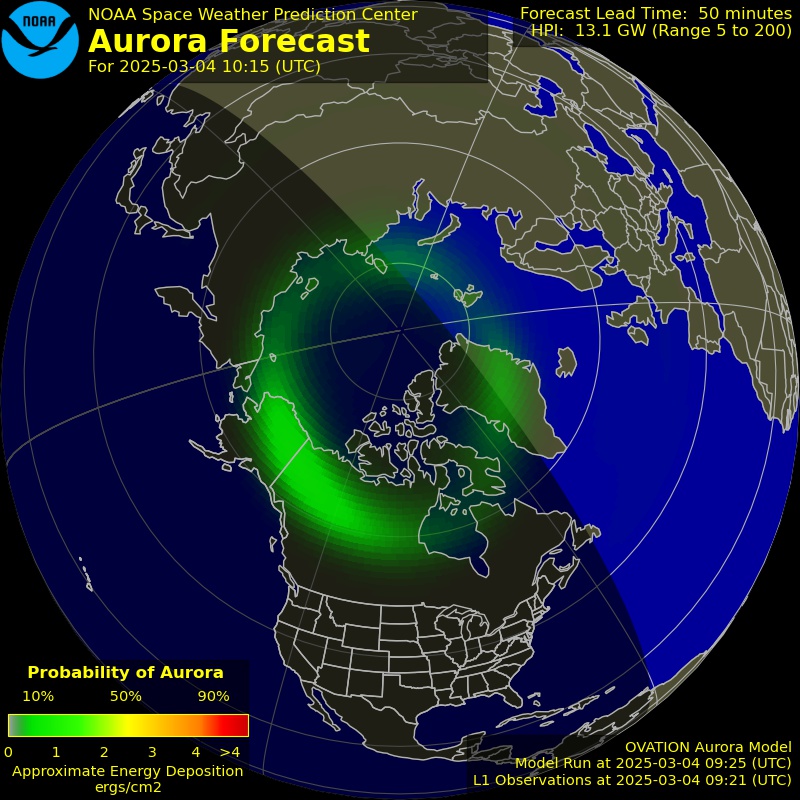 NOAA
NOAA Space Weather Prediction Center
Aurora Forecast
For 2025-03-04 10:15 (UTC)
Forecast Lead Time: 50 minutes
HPI: 13.1 GW (Range 5 to 200)
Probability of Aurora
10% 50% 90%
0 1 2 3 4 >4
Approximate Energy Deposition
ergs/cm2
OVATION Aurora Model
Model Run at 2025-03-04 09:25 (UTC)
L1 Observations at 2025-03-04 09:21 (UTC)